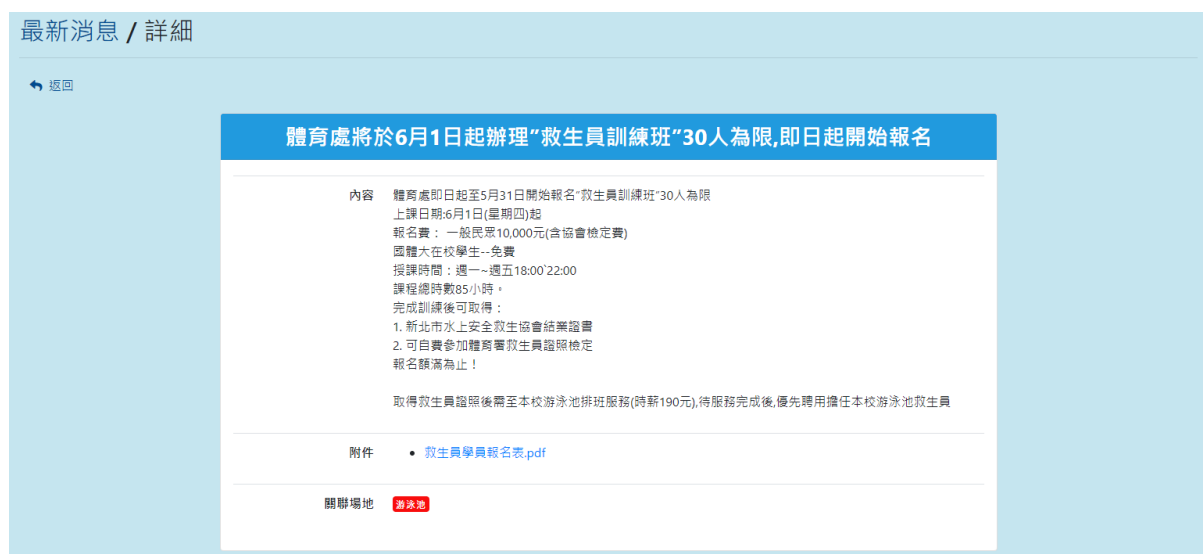 最新消息 / 詳細
返回
體育處將於6月1日起辦理"救生員訓練班"30人為限,即日起開始報名
內容
體育處即日起至5月31日開始報名"救生員訓練班"30人為限
上課日期:6月1日(星期四)起
報名費： 一般民眾10,000元(含協會檢定費)
國體大在校學生--免費
授課時間：週一~週五18:00`22:00
課程總時數85小時。
完成訓練後可取得：
1. 新北市水上安全救生協會結業證書
2. 可自費參加體育署救生員證照檢定
報名額滿為止！
取得救生員證照後需至本校游泳池排班服務(時薪190元),待服務完成後,優先聘用擔任本校游泳池救生員
附件
• 救生員學員報名表.pdf
關聯場地
游泳池